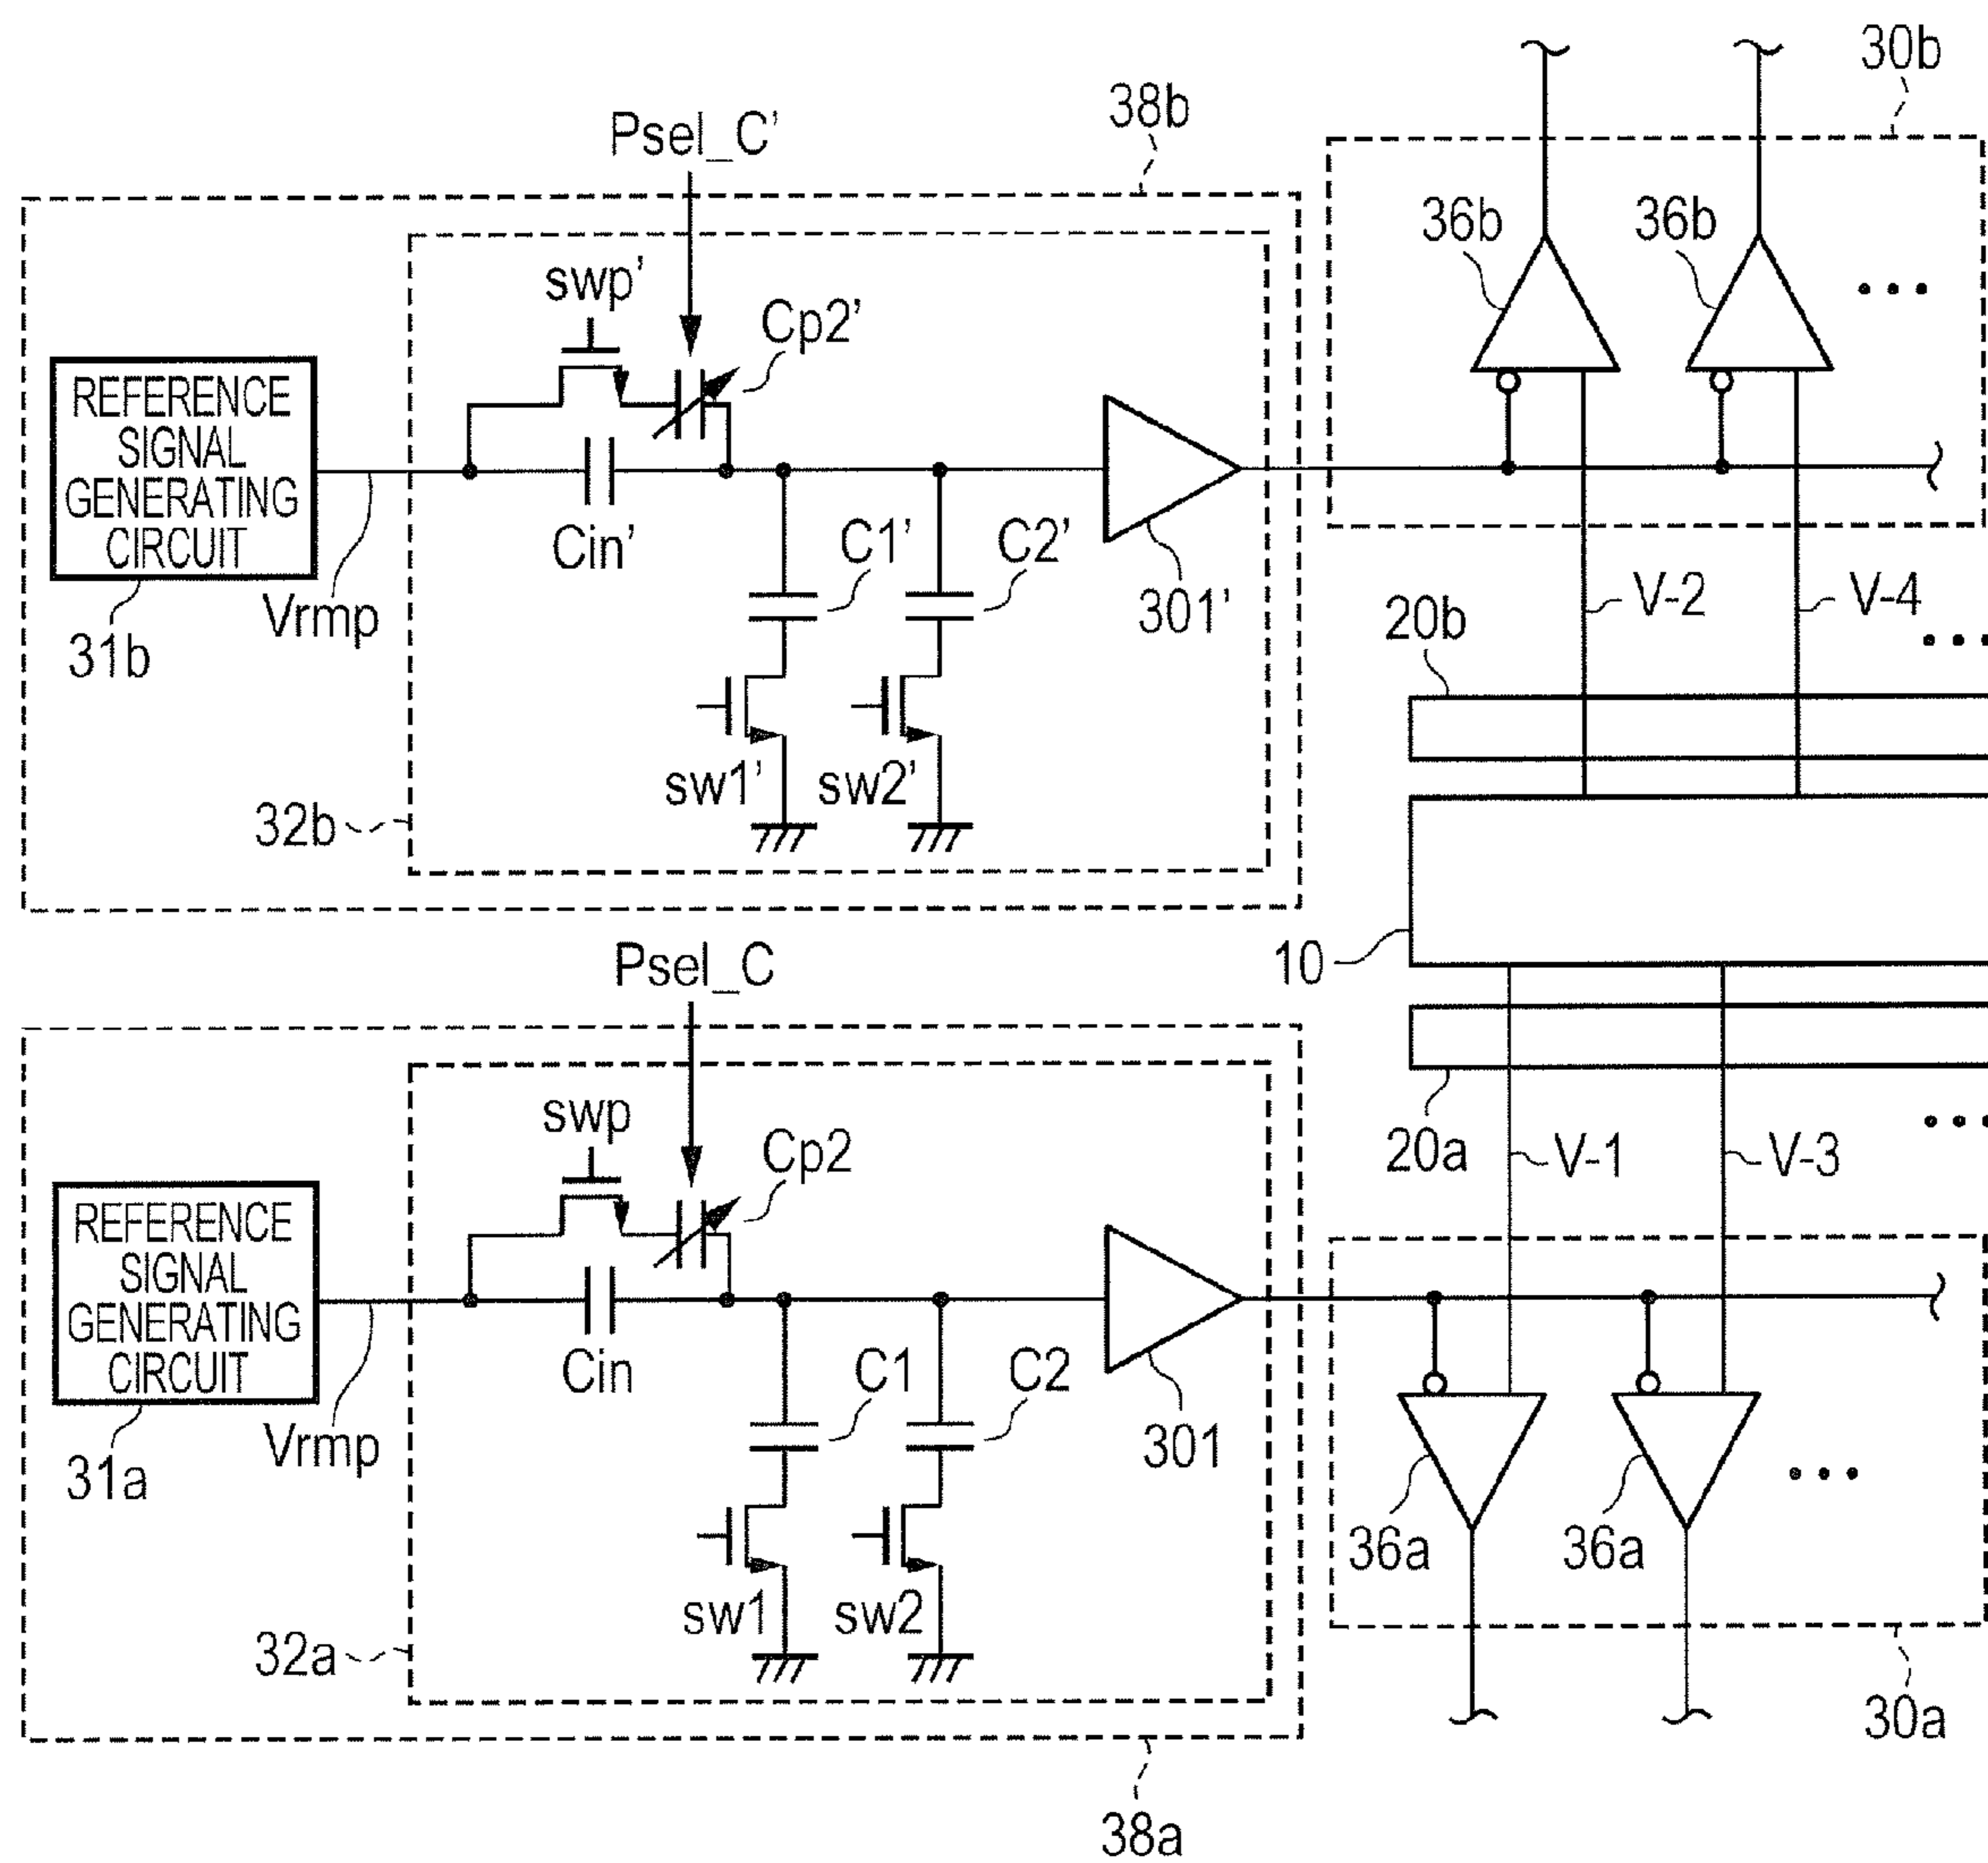 30b
38b
Psel_C'
36b
36b
swp'
Cp2'
REFERENCE
SIGNAL
GENERATING
CIRCUIT
Cin'
C1'
C2'
Vrmp
301'
V-2
V-4
31b
20b
sw1'
sw2'
32b
10
Psel_C
swp
Cp2
20a
V-1
V-3
REFERENCE
SIGNAL
GENERATING
CIRCUIT
Cin
C1
C2
Vrmp
301
31a
36a
36a
sw1
sw2
32a
30a
38a